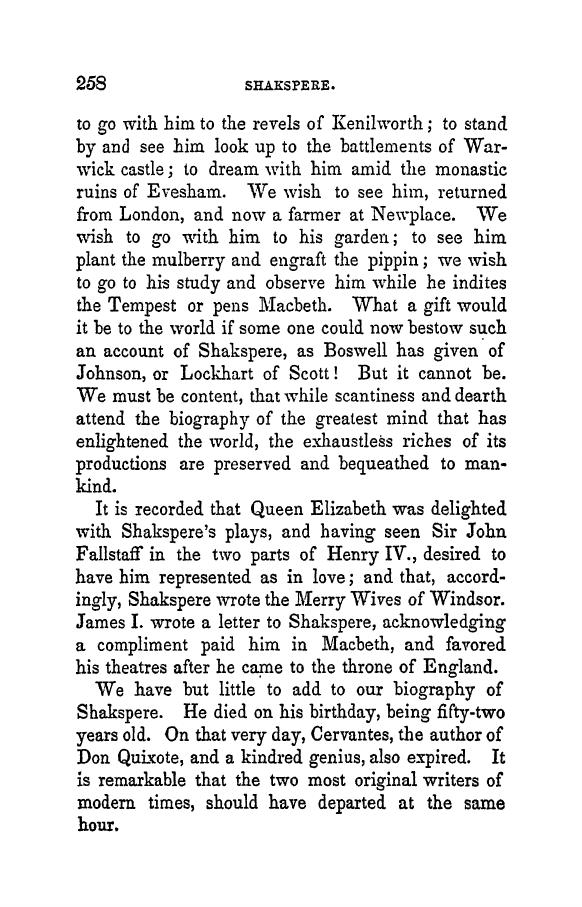 258 SHAKSPERE.
to go with him to the revels of Kenilworth; to stand
by and see him look up to the battlements of War-
wick castle; to dream with him amid the monastic
ruins of Evesham. We wish to see him, returned
from London, and now a farmer at Newplace. We
wish to go with him to his garden; to see him
plant the mulberry and engraft the pippin; we wish
to go to his study and observe him while he indites
the Tempest or pens Macbeth. What a gift would
it be to the world if some one could now bestow such
an account of Shakspere, as Boswell has given of
Johnson, or Lockhart of Scott! But it cannot be.
We must be content, that while scantiness and dearth
attend the biography of the greatest mind that has
enlightened the world, the exhaustless riches of its
productions are preserved and bequeathed to man-
kind.
It is recorded that Queen Elizabeth was delighted
with Shakspere's plays, and having seen Sir John
Fallstaff in the two parts of Henry IV., desired to
have him represented as in love; and that, accord-
ingly, Shakspere wrote the Merry Wives of Windsor.
James I. wrote a letter to Shakspere, acknowledging
a compliment paid him in Macbeth, and favored
his theatres after he came to the throne of England.
We have but little to add to our biography of
Shakspere. He died on his birthday, being fifty-two
years old. On that very day, Cervantes, the author of
Don Quixote, and a kindred genius, also expired. It
is remarkable that the two most original writers of
modern times, should have departed at the same
hour.